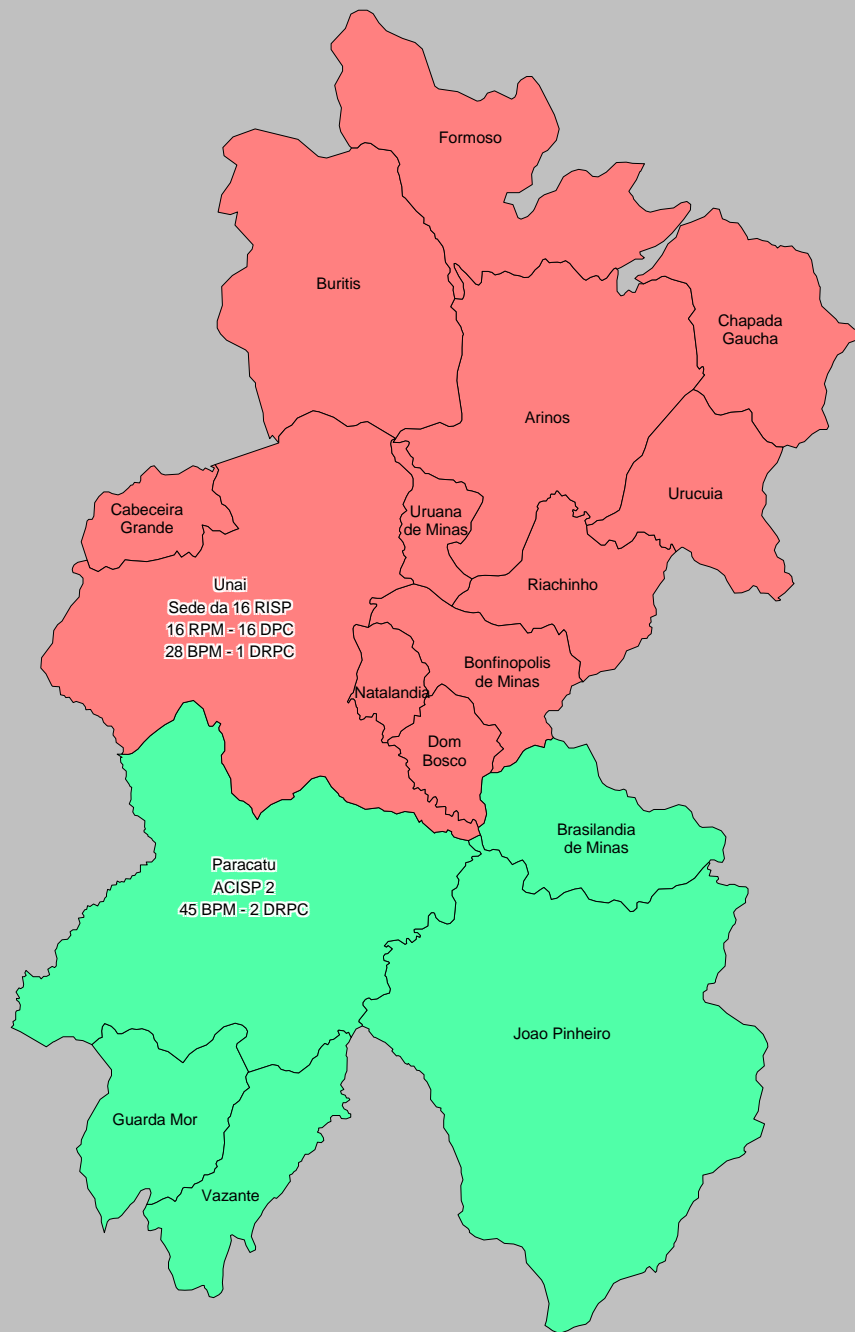 Formoso
Buritis
Chapada
Gaucha
Arinos
Urucuia
Cabeceira
Grande
Uruana
de Minas
Unai
Sede da 16 RISP
16 RPM - 16 DPC
28 BPM - 1 DRPC
Riachinho
Bonfinopolis
de Minas
Natalandia
Dom
Bosco
Brasilandia
de Minas
Paracatu
ACISP 2
45 BPM - 2 DRPC
Joao Pinheiro
Guarda Mor
Vazante